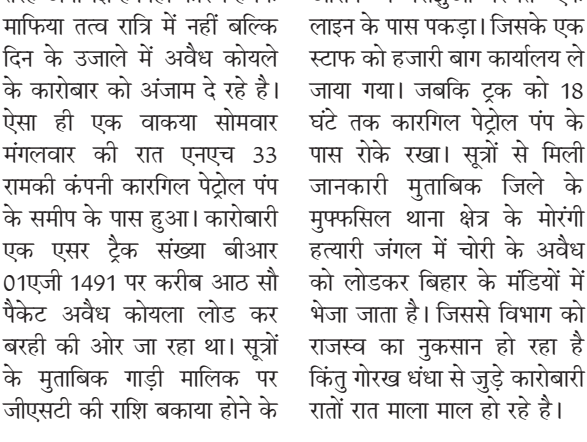 माफिया तत्व रात्रि में नहीं बल्कि
दिन के उजाले में अवैध कोयले
के कारोबार को अंजाम दे रहे है।
ऐसा ही एक वाकया सोमवार
मंगलवार की रात एनएच 33
रामकी कंपनी कारगिल पेट्रोल पंप
के समीप के पास हुआ। कारोबारी
एक एसर ट्रैक संख्या बीआर
01एजी 1491 पर करीब आठ सौ
पैकेट अवैध कोयला लोड कर
बरही की ओर जा रहा था। सूत्रों
के मुताबिक गाड़ी मालिक पर
जीएसटी की राशि बकाया होने के
लाइन के पास पकड़ा। जिसके एक
स्टाफ को हजारी बाग कार्यालय ले
जाया गया। जबकि ट्रक को 18
घंटे तक कारगिल पेट्रोल पंप के
पास रोके रखा। सूत्रों से मिली
जानकारी मुताबिक जिले के
मुफ्फसिल थाना क्षेत्र के मोरंगी
हत्यारी जंगल में चोरी के अवैध
को लोडकर बिहार के मंडियों में
भेजा जाता है। जिससे विभाग को
राजस्व का नुकसान हो रहा है
किंतु गोरख धंधा से जुड़े कारोबारी
रातों रात माला माल हो रहे है।